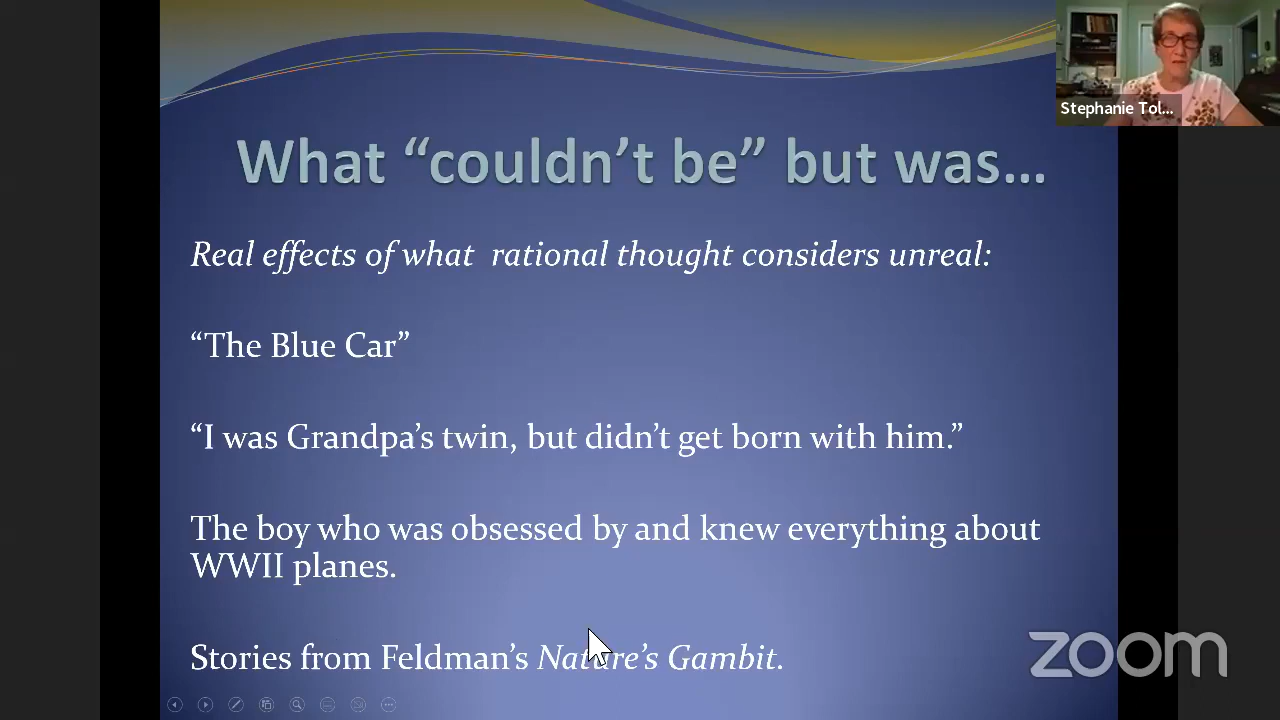 Stephanie Tol...
What “couldn’t be” but was…
Real effects of what rational thought considers unreal:
“The Blue Car”
“I was Grandpa’s twin, but didn’t get born with him.”
The boy who was obsessed by and knew everything about
WWII planes.
Stories from Feldman’s Nature’s Gambit.
zoom